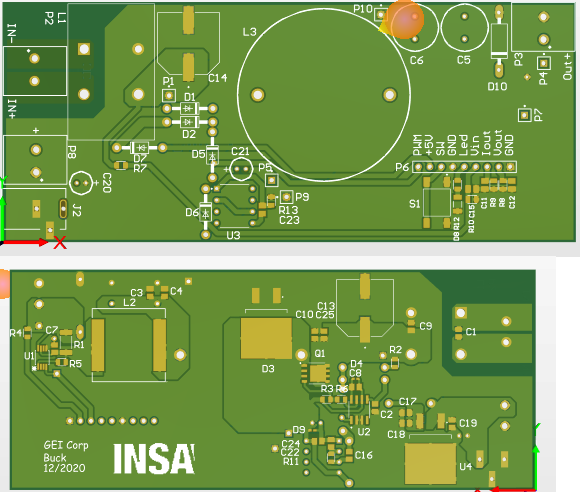 IN-
P2
L1
C14
L3
P10
C6
C5
D10
P3
P4
Out+
P7
IN+
P1
D1
D2
D5
D7
R7
P8
C20
J2
C21
P5
P9
R13
C23
D6
U3
P6
PWM
+5V
SW
GND
Led
Vin
Iout
Vout
GND
S1
D8
R12
R10
C15
C11
R9
R8
C12
C3
C4
L2
R4
C7
U1
R1
R5
C13
C10
C25
C9
C1
D3
Q1
D4
C8
R2
R3
R6
C2
U2
C17
C18
C19
D9
C24
C22
R11
C16
U4
GEI Corp
Buck
12/2020
INSA
X
Y